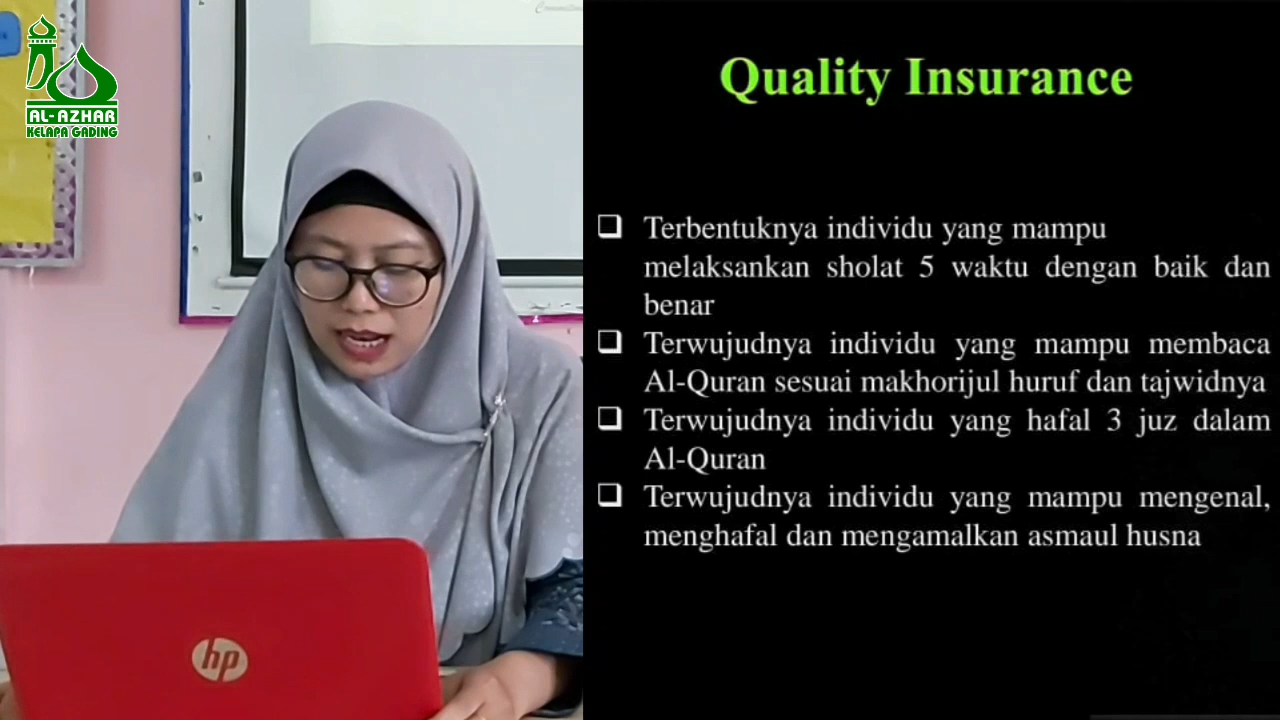 AL-AZHAR
KELAPA GADING
Quality Insurance
❑ Terbentuknya individu yang mampu
melaksankan sholat 5 waktu dengan baik dan
benar
❑ Terwujudnya individu yang mampu membaca
Al-Quran sesuai makhorijul huruf dan tajwidnya
❑ Terwujudnya individu yang hafal 3 juz dalam
Al-Quran
❑ Terwujudnya individu yang mampu mengenal,
menghafal dan mengamalkan asmaul husna
hp